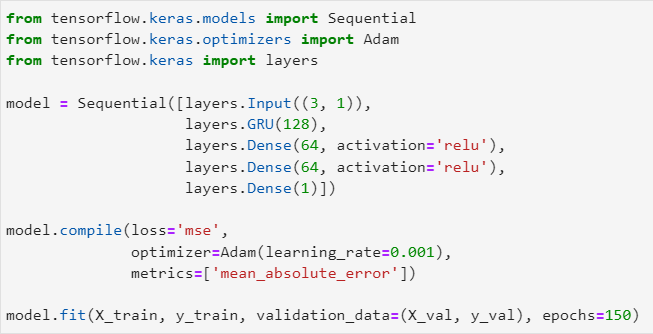 from tensorflow.keras.models import Sequential
from tensorflow.keras.optimizers import Adam
from tensorflow.keras import layers

model = Sequential([layers.Input((3, 1)),
                    layers.GRU(128),
                    layers.Dense(64, activation='relu'),
                    layers.Dense(64, activation='relu'),
                    layers.Dense(1)])

model.compile(loss='mse',
              optimizer=Adam(learning_rate=0.001),
              metrics=['mean_absolute_error'])

model.fit(X_train, y_train, validation_data=(X_val, y_val), epochs=150)